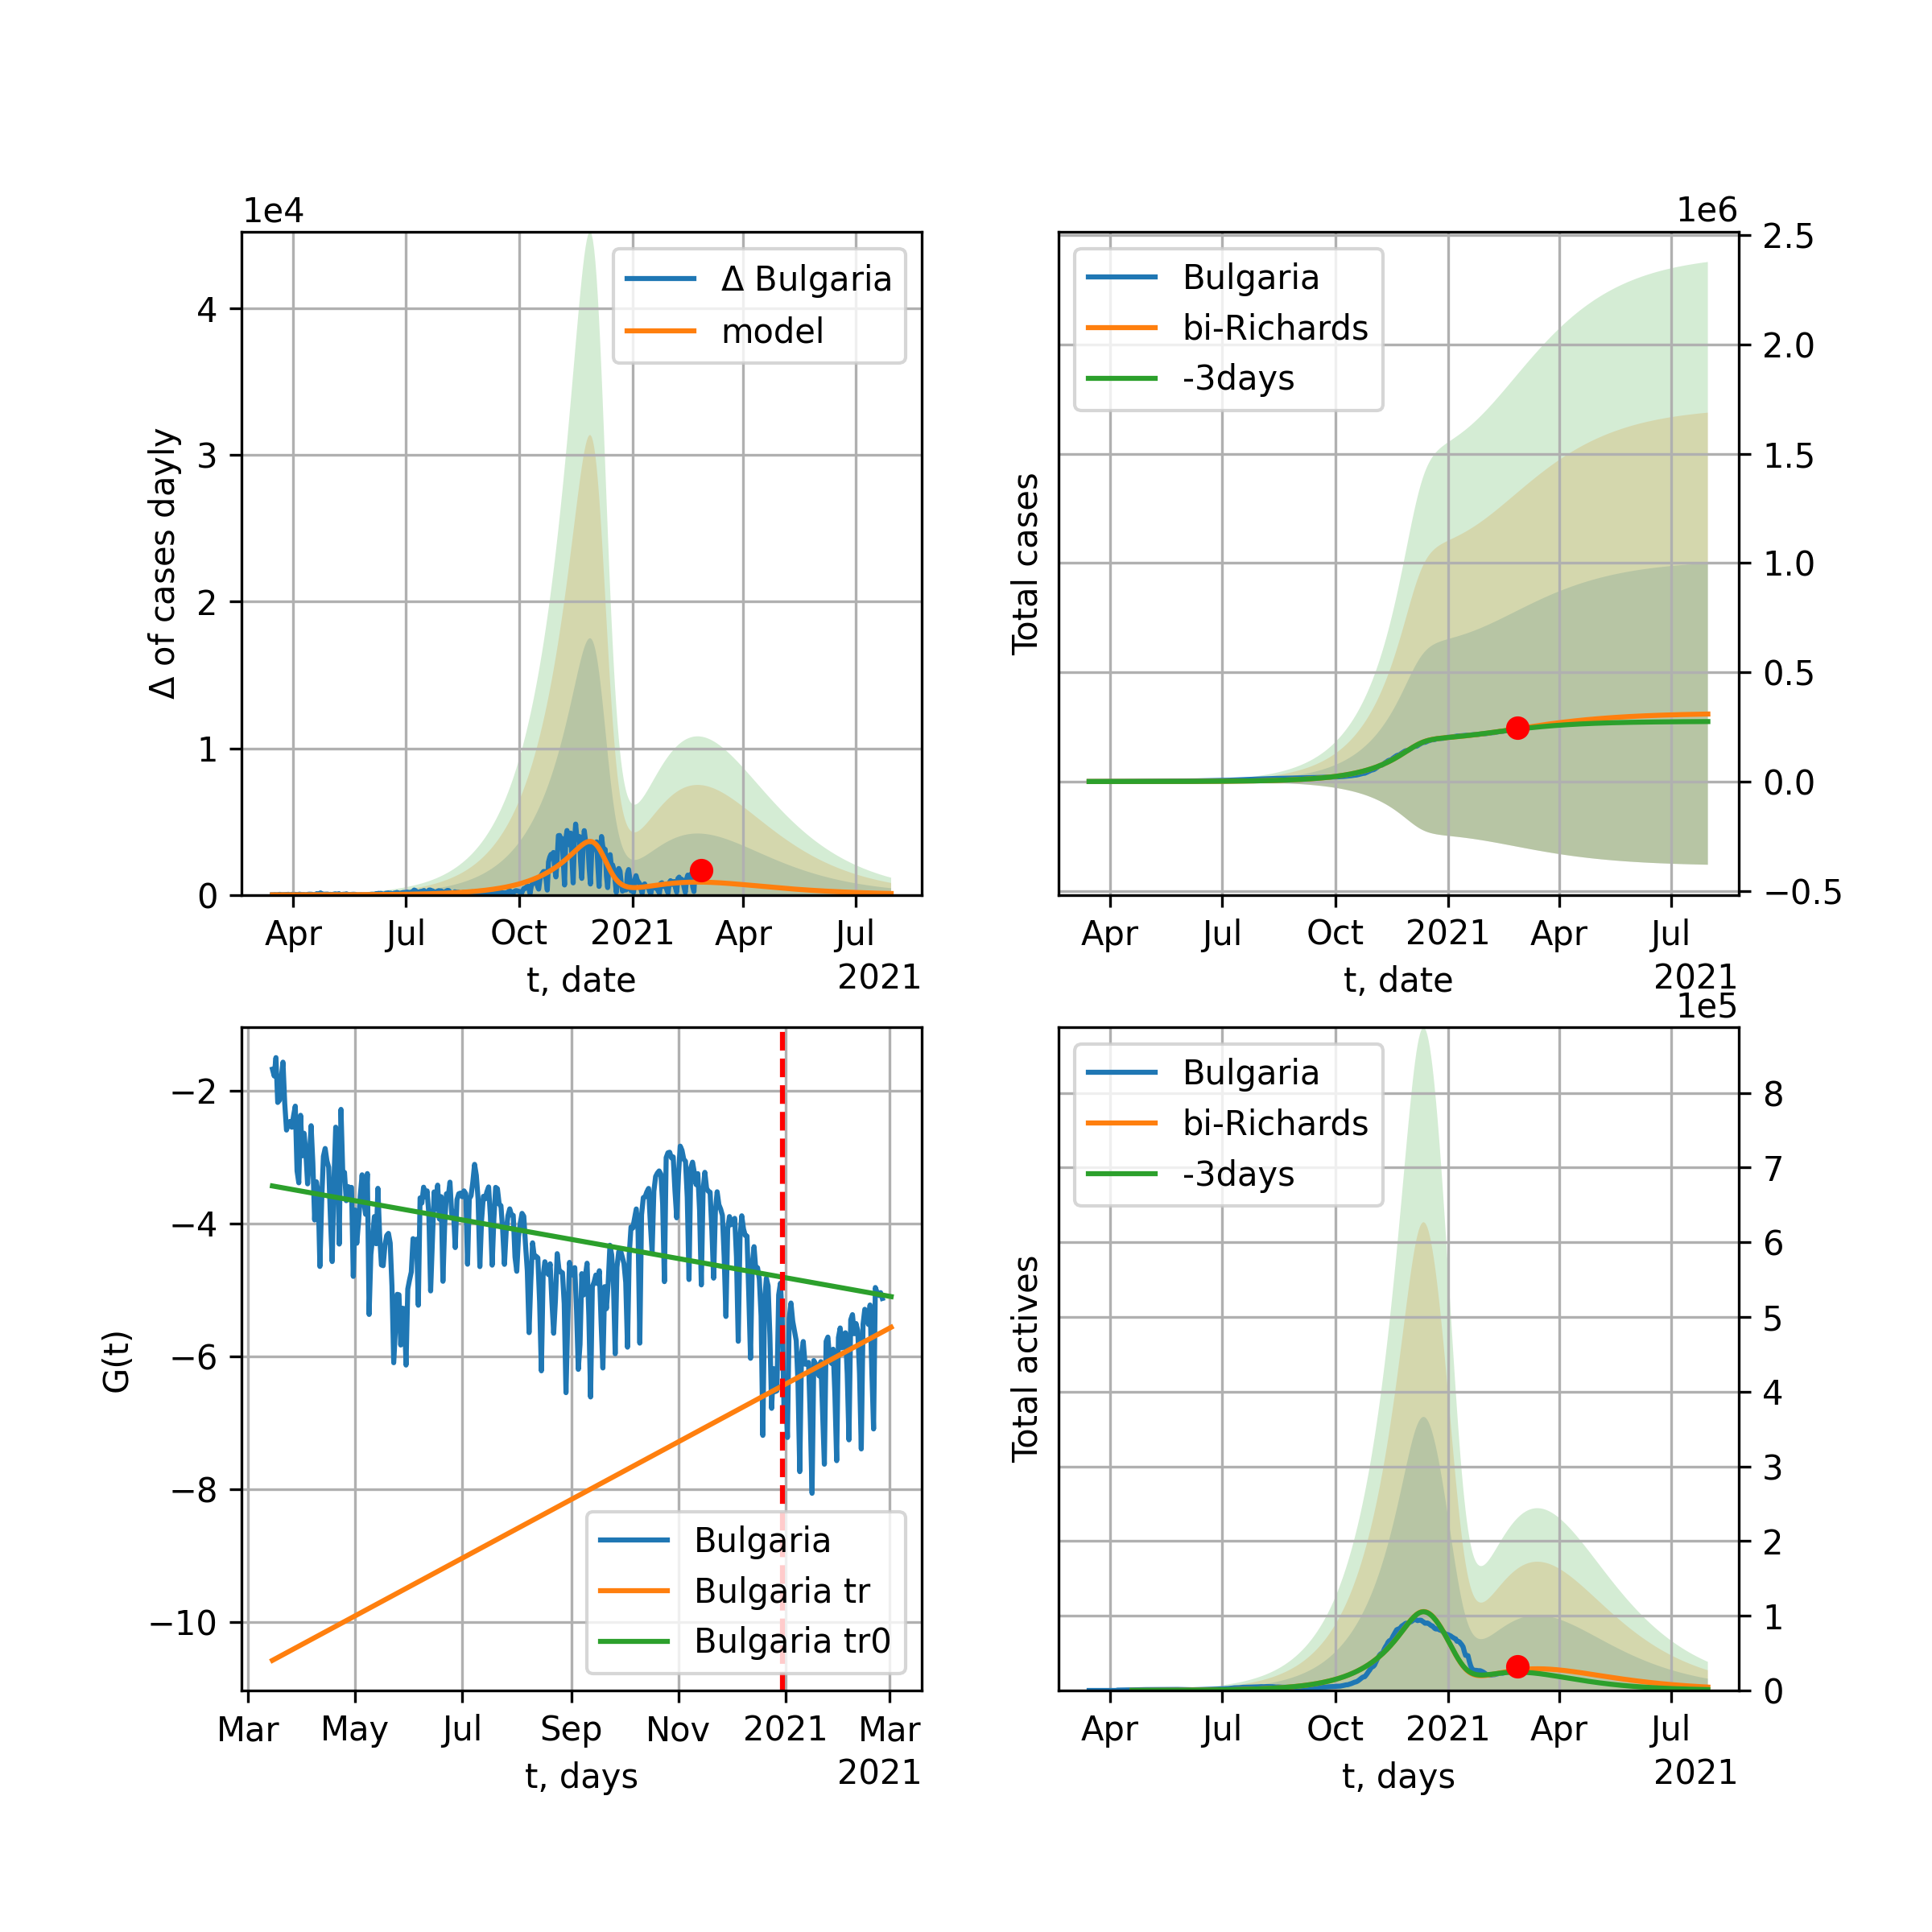 1e4
4
3
2
1
0
Δ of cases dayly
Δ Bulgaria
model
Apr
Jul
Oct
2021
Apr
Jul
t, date
2021
1e6
2.5
2.0
1.5
1.0
0.5
0.0
−0.5
Total cases
Bulgaria
bi-Richards
-3days
Apr
Jul
Oct
2021
Apr
Jul
t, date
2021
−2
−4
−6
−8
−10
G(t)
Bulgaria
Bulgaria tr
Bulgaria tr0
Mar
May
Jul
Sep
Nov
2021
Mar
t, days
2021
1e5
8
7
6
5
4
3
2
1
0
Total actives
Bulgaria
bi-Richards
-3days
Apr
Jul
Oct
2021
Apr
Jul
t, days
2021